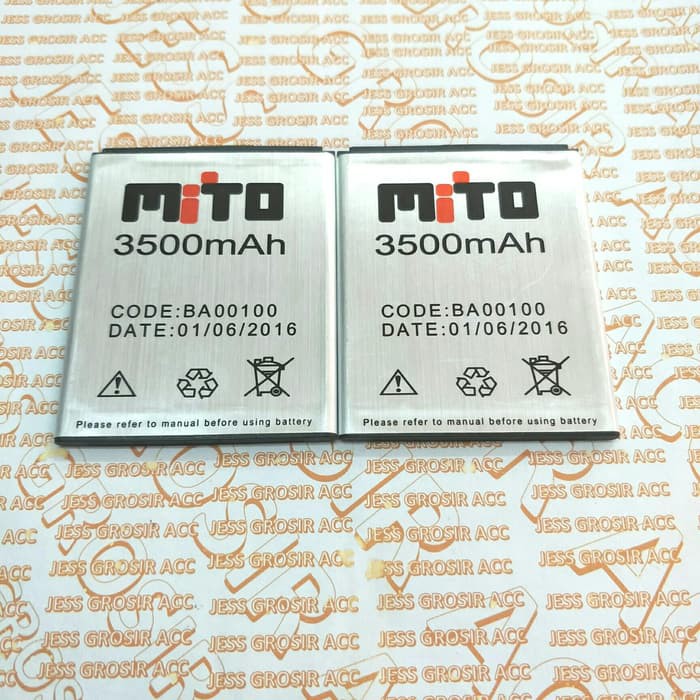 MiTO
3500mAh
CODE:BA00100
DATE:01/06/2016
Please refer to manual before using battery
MiTO
3500mAh
CODE:BA00100
DATE:01/06/2016
Please refer to manual before using battery
JESS GROSIR ACC